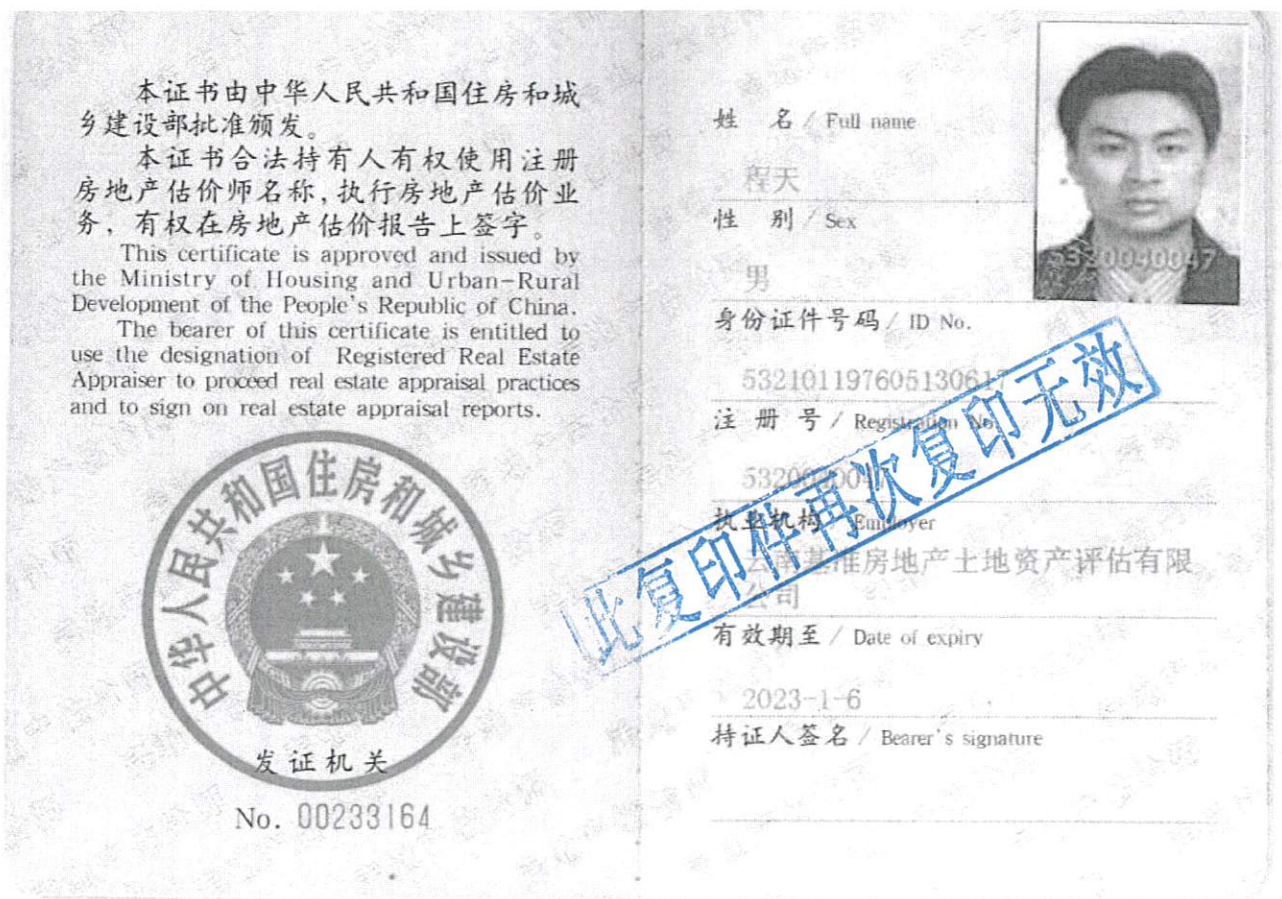 本证书由中华人民共和国住房和城
乡建设部批准颁发。
本证书合法持有人有权使用注册
房地产估价师名称,执行房地产估价业
务,有权在房地产估价报告上签字。
This certificate is approved and issued by
the Ministry of Housing and Urban-Rural
Development of the People's Republic of China.
The bearer of this certificate is entitled to
use the designation of Registered Real Estate
Appraiser to proceed real estate appraisal practices
and to sign on real estate appraisal reports.
中华人民共和国住房和城乡建设部
发证机关
No. 00233164
姓 名 / Full name
程天
性 别 / Sex
男
身份证件号码 / ID No.
532101197605130617
注 册 号 / Registration No.
5320040047
执业机构 / Employer
云南基准房地产土地资产评估有限
公司
有效期至 / Date of expiry
2023-1-6
持证人签名 / Bearer's signature
5320040047
此复印件再次复印无效